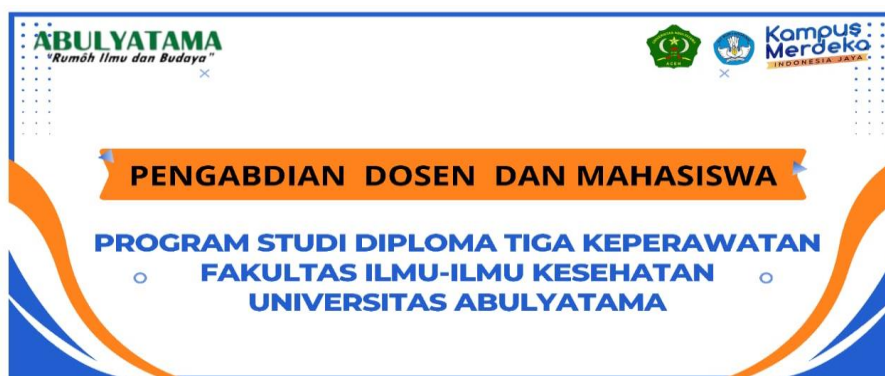 ABULYATAMA
"Rumôh Ilmu dan Budaya"
Kampus
Merdeka
INDONESIA JAYA
PENGABDIAN DOSEN DAN MAHASISWA
PROGRAM STUDI DIPLOMA TIGA KEPERAWATAN
FAKULTAS ILMU-ILMU KESEHATAN
UNIVERSITAS ABULYATAMA